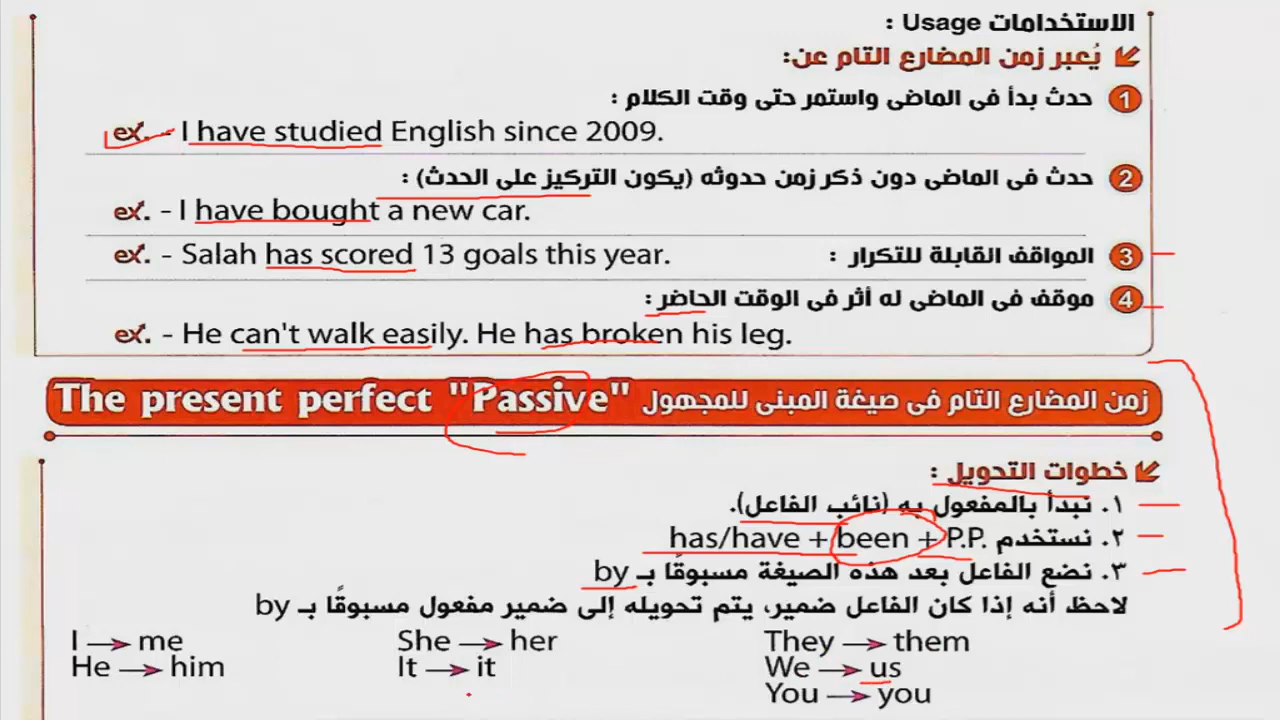 الاستخدامات Usage :
يُعبر زمن المضارع التام عن:
1 حدث بدأ فى الماضى واستمر حتى وقت الكلام :
ex. - I have studied English since 2009.
2 حدث فى الماضى دون ذكر زمن حدوثه (يكون التركيز على الحدث) :
ex. - I have bought a new car.
3 المواقف القابلة للتكرار : ex. - Salah has scored 13 goals this year.
4 موقف فى الماضى له أثر فى الوقت الحاضر :
ex. - He can't walk easily. He has broken his leg.
The present perfect "Passive" زمن المضارع التام فى صيغة المبنى للمجهول
خطوات التحويل :
١. نبدأ بالمفعول به (نائب الفاعل).
٢. نستخدم has/have + been + P.P.
٣. نضع الفاعل بعد هذه الصيغة مسبوقًا بـ by
لاحظ أنه إذا كان الفاعل ضمير، يتم تحويله إلى ضمير مفعول مسبوقًا بـ by
I → me She → her They → them
He → him It → it We → us
You → you